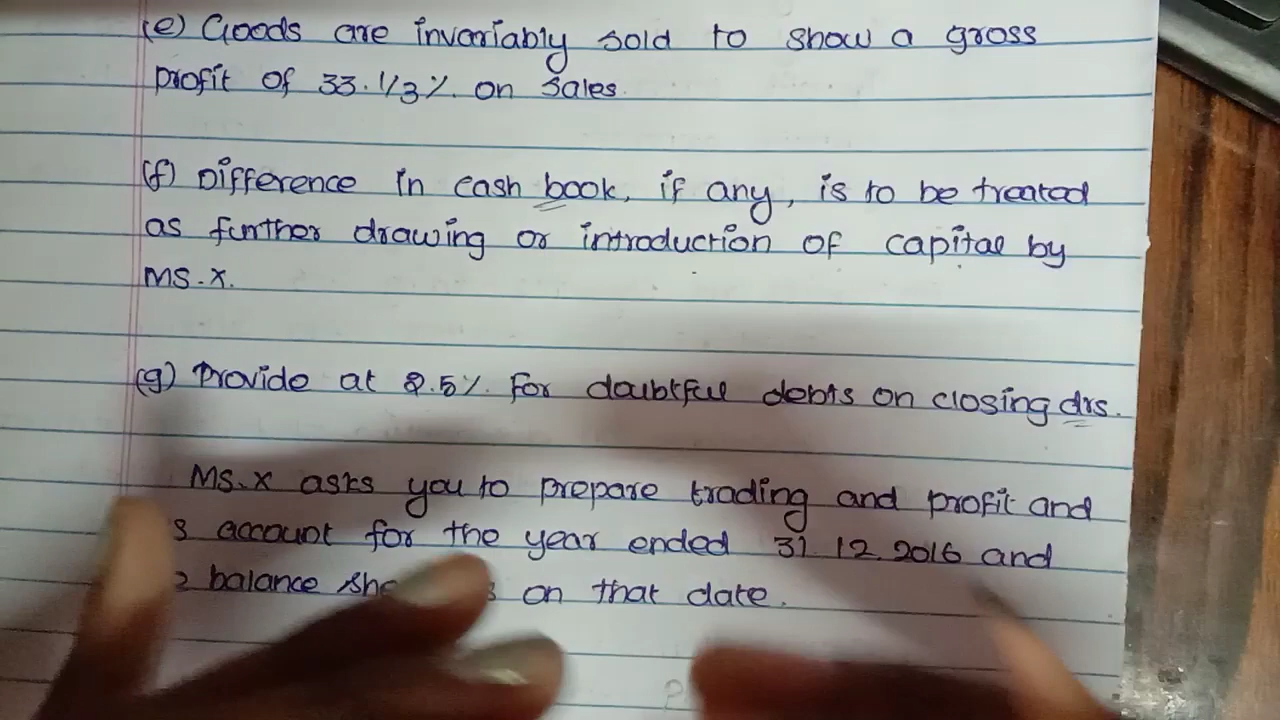 (e) Goods are invariably sold to show a gross
profit of 33.1/3%. on sales.
(f) Difference in cash book, if any, is to be treated
as further drawing or introduction of capital by
MS.X.
(g) Provide at 2.5%. for doubtful debts on closing drs.
MS.X asks you to prepare trading and profit and
account for the year ended 31.12.2016 and
balance on that date.